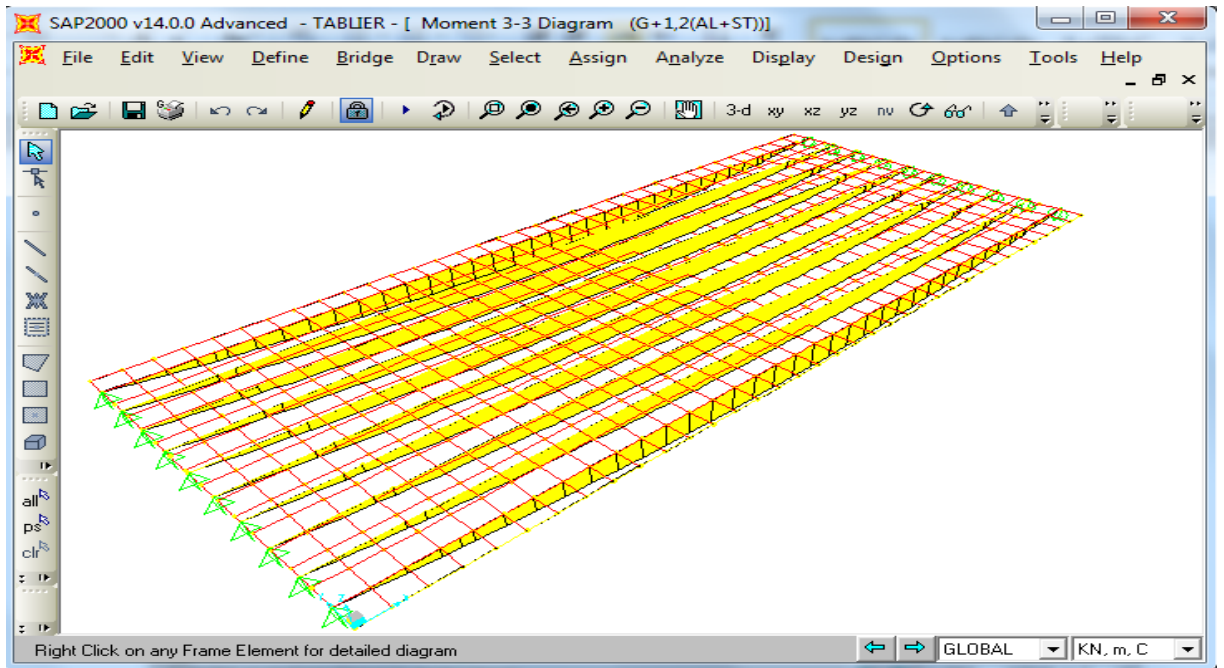 SAP2000 v14.0.0 Advanced - TABLIER - [ Moment 3-3 Diagram (G+1,2(AL+ST))]
File Edit View Define Bridge Draw Select Assign Analyze Display Design Options Tools Help
3-d xy xz yz nv
all
ps
clr
Z
Right Click on any Frame Element for detailed diagram GLOBAL KN, m, C